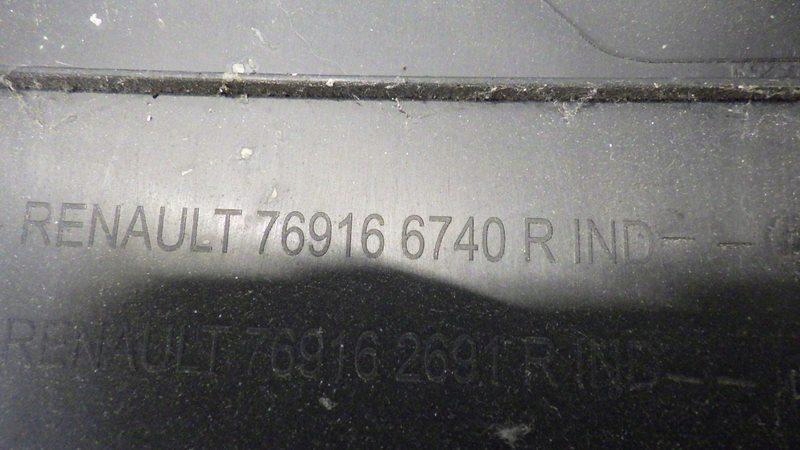 RENAULT 76916 6740 R IND-- -
RENAULT 76916 2691 R IND-- -